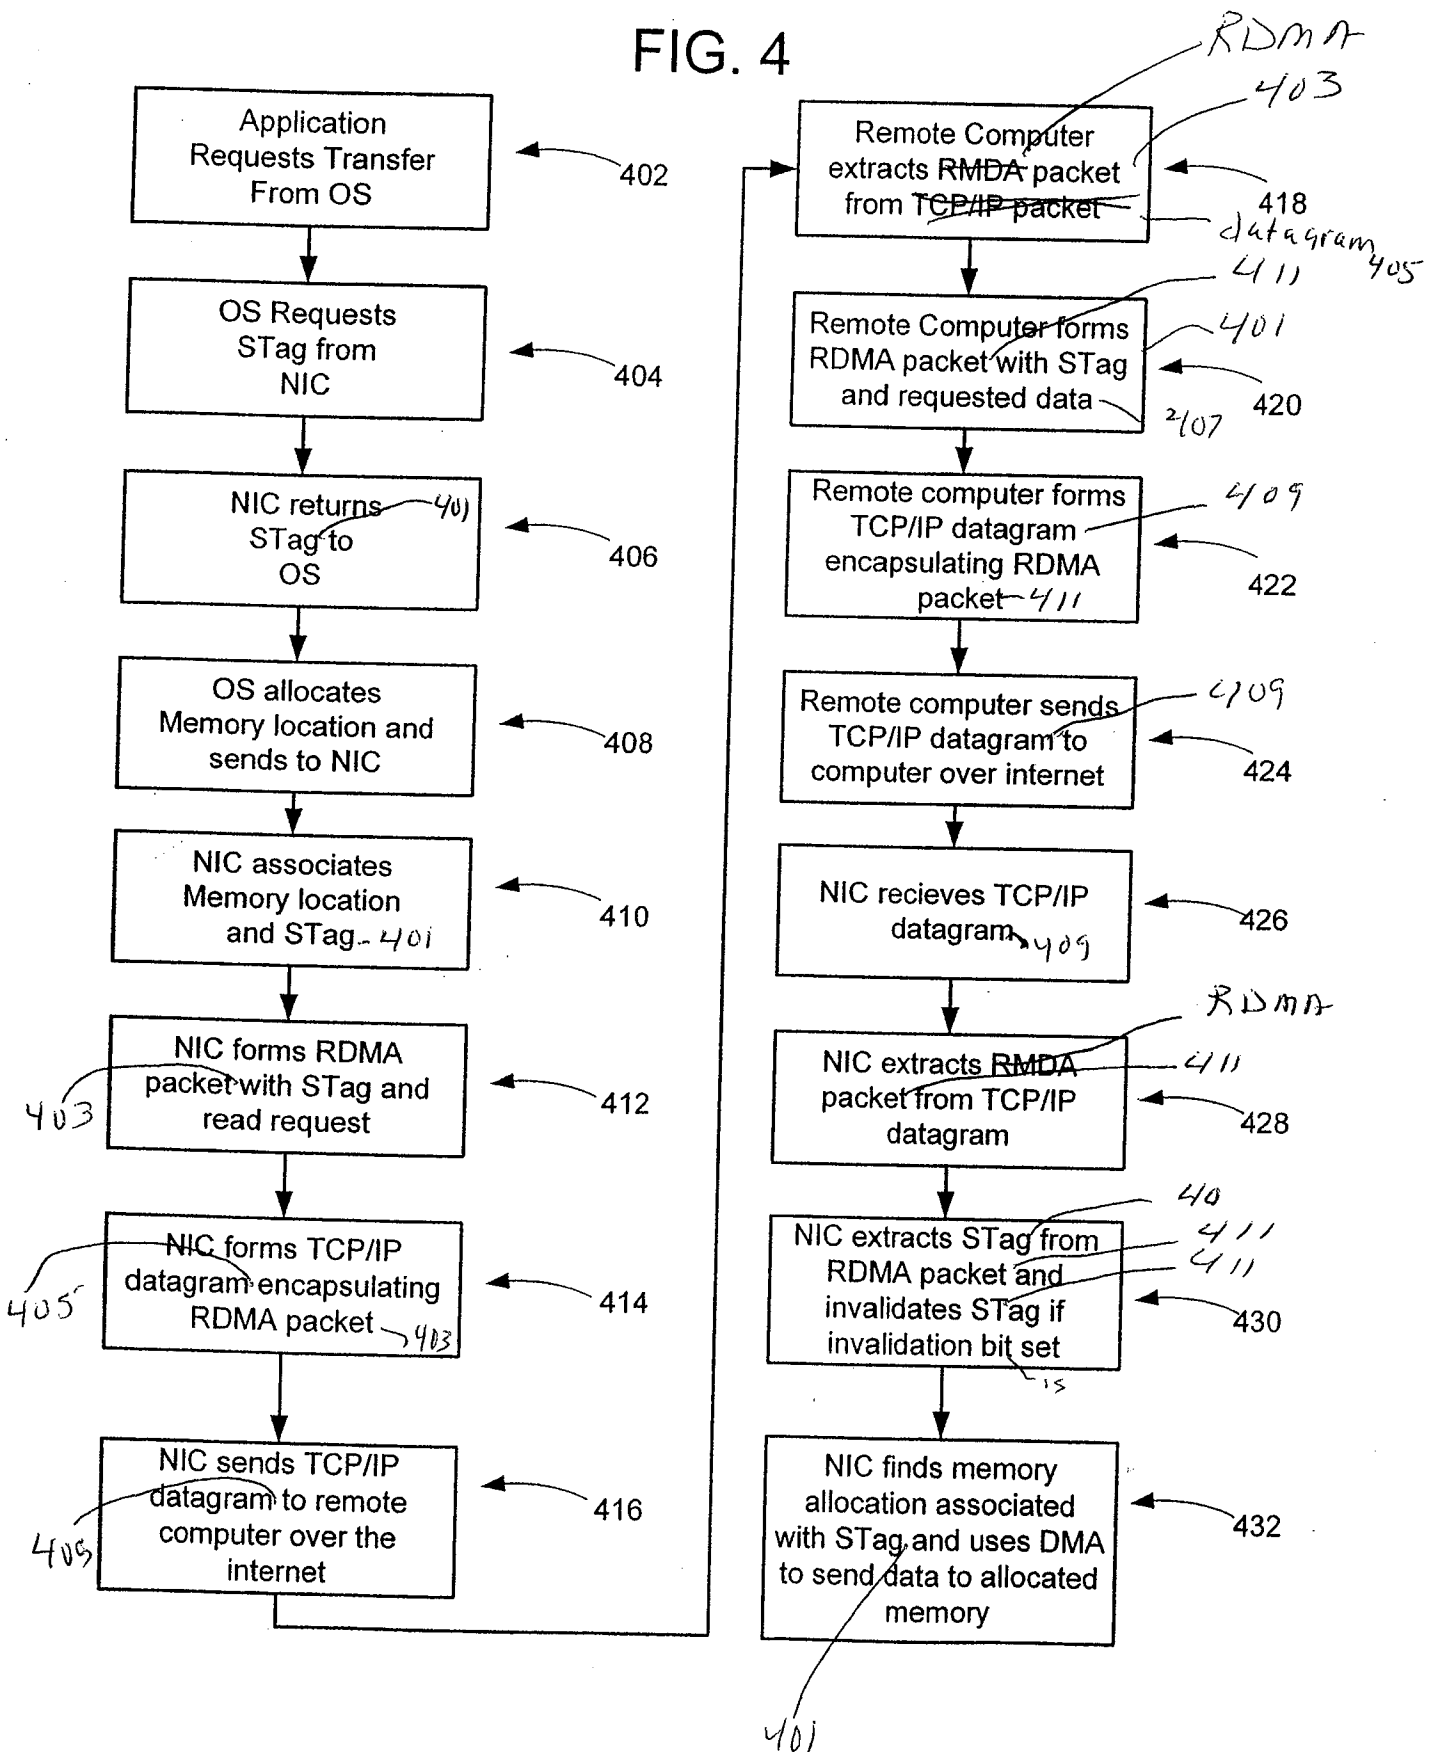 FIG. 4
Application
Requests Transfer
From OS
402
OS Requests
STag from
NIC
404
NIC returns
STag to
OS
401
406
OS allocates
Memory location and
sends to NIC
408
NIC associates
Memory location
and STag 401
410
NIC forms RDMA
packet with STag and
read request
403
412
NIC forms TCP/IP
datagram encapsulating
RDMA packet 403
405
414
NIC sends TCP/IP
datagram to remote
computer over the
internet
405
416
RDMA
403
Remote Computer
extracts RMDA packet
from TCP/IP packet
418
datagram
405
411
401
Remote Computer forms
RDMA packet with STag
and requested data
407
420
Remote computer forms
TCP/IP datagram
encapsulating RDMA
packet 411
409
422
Remote computer sends
TCP/IP datagram to
computer over internet
409
424
NIC recieves TCP/IP
datagram 409
426
RDMA
NIC extracts RMDA
packet from TCP/IP
datagram
411
428
40
411
411
NIC extracts STag from
RDMA packet and
invalidates STag if
invalidation bit set
is
430
NIC finds memory
allocation associated
with STag and uses DMA
to send data to allocated
memory
432
401